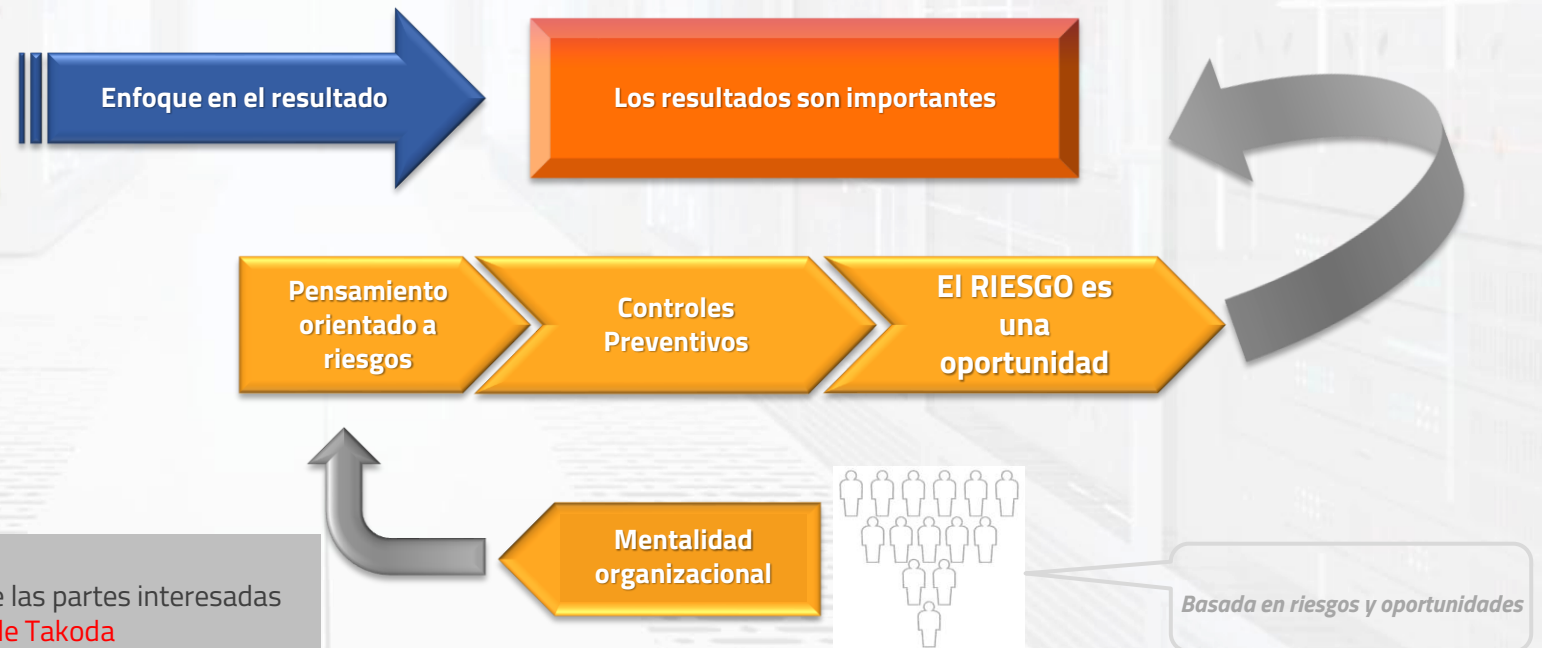 Enfoque en el resultado
Los resultados son importantes
Pensamiento
orientado a
riesgos
Controles
Preventivos
El RIESGO es
una
oportunidad
Mentalidad
organizacional
Basada en riesgos y oportunidades
las partes interesadas
de Takoda